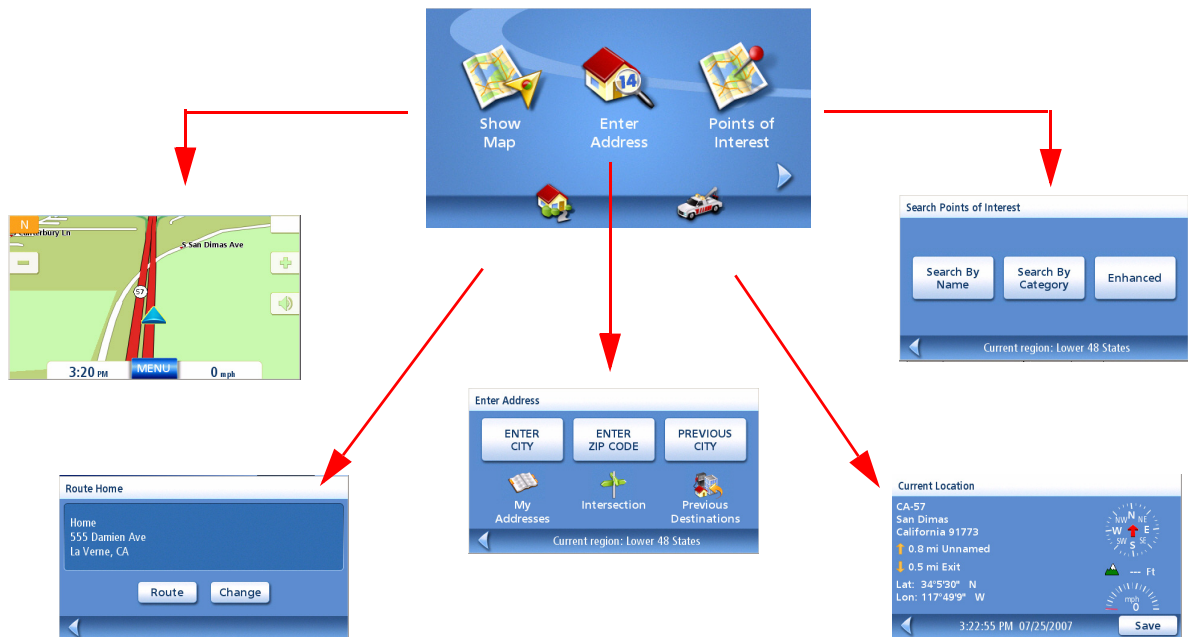 14
Show
Map
Enter
Address
Points of
Interest
N
Canterbury Ln
S San Dimas Ave
57
3:20 PM
MENU
0 mph
Search Points of Interest
Search By
Name
Search By
Category
Enhanced
Current region: Lower 48 States
Enter Address
ENTER
CITY
ENTER
ZIP CODE
PREVIOUS
CITY
My
Addresses
Intersection
Previous
Destinations
Current region: Lower 48 States
Route Home
Home
555 Damien Ave
La Verne, CA
Route
Change
Current Location
CA-57
San Dimas
California 91773
0.8 mi Unnamed
0.5 mi Exit
Lat: 34°5'30" N
Lon: 117°49'9" W
NW N NE
W E
SW S SE
--- Ft
mph
0
3:22:55 PM 07/25/2007
Save